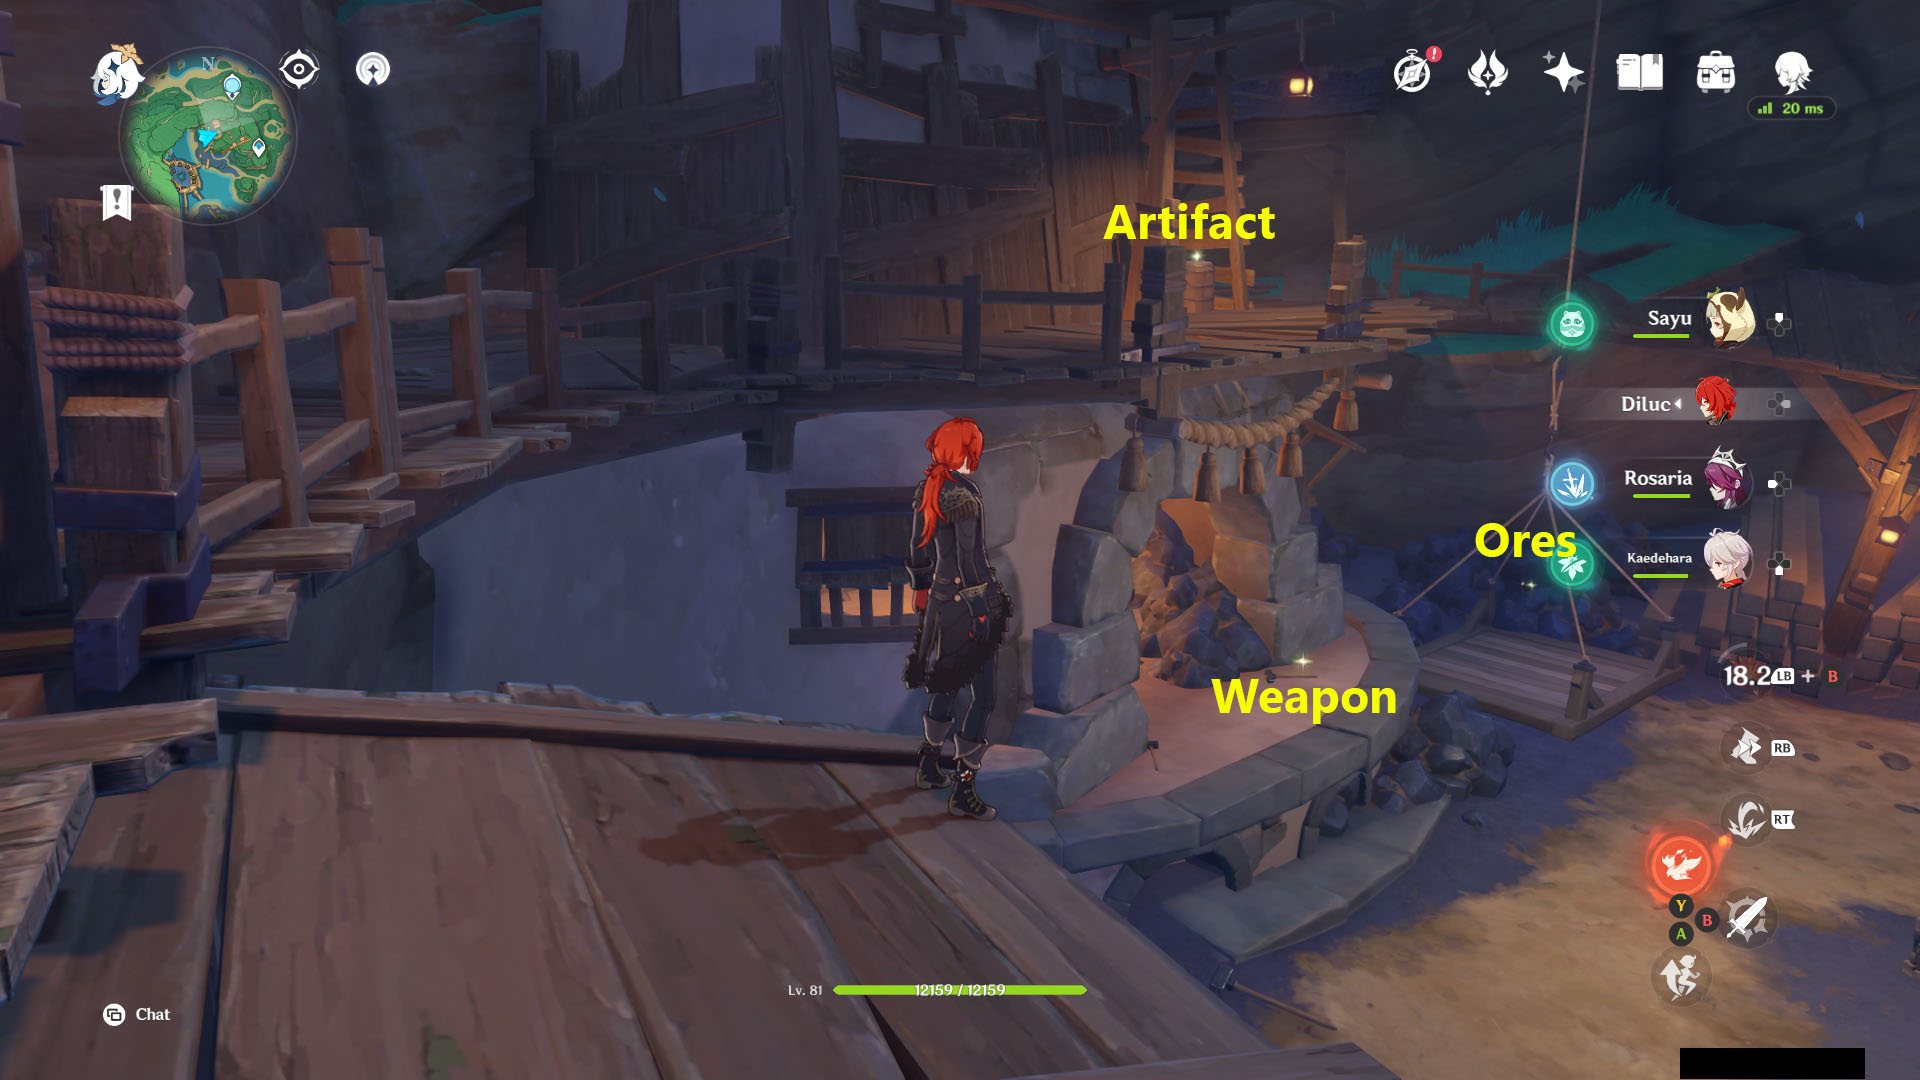 N
20 ms
Artifact
Sayu
Diluc
Rosaria
Ores
Kaedehara
18.2 LB + B
Weapon
RB
RT
Y
B
A
Lv. 81 12159 / 12159
Chat